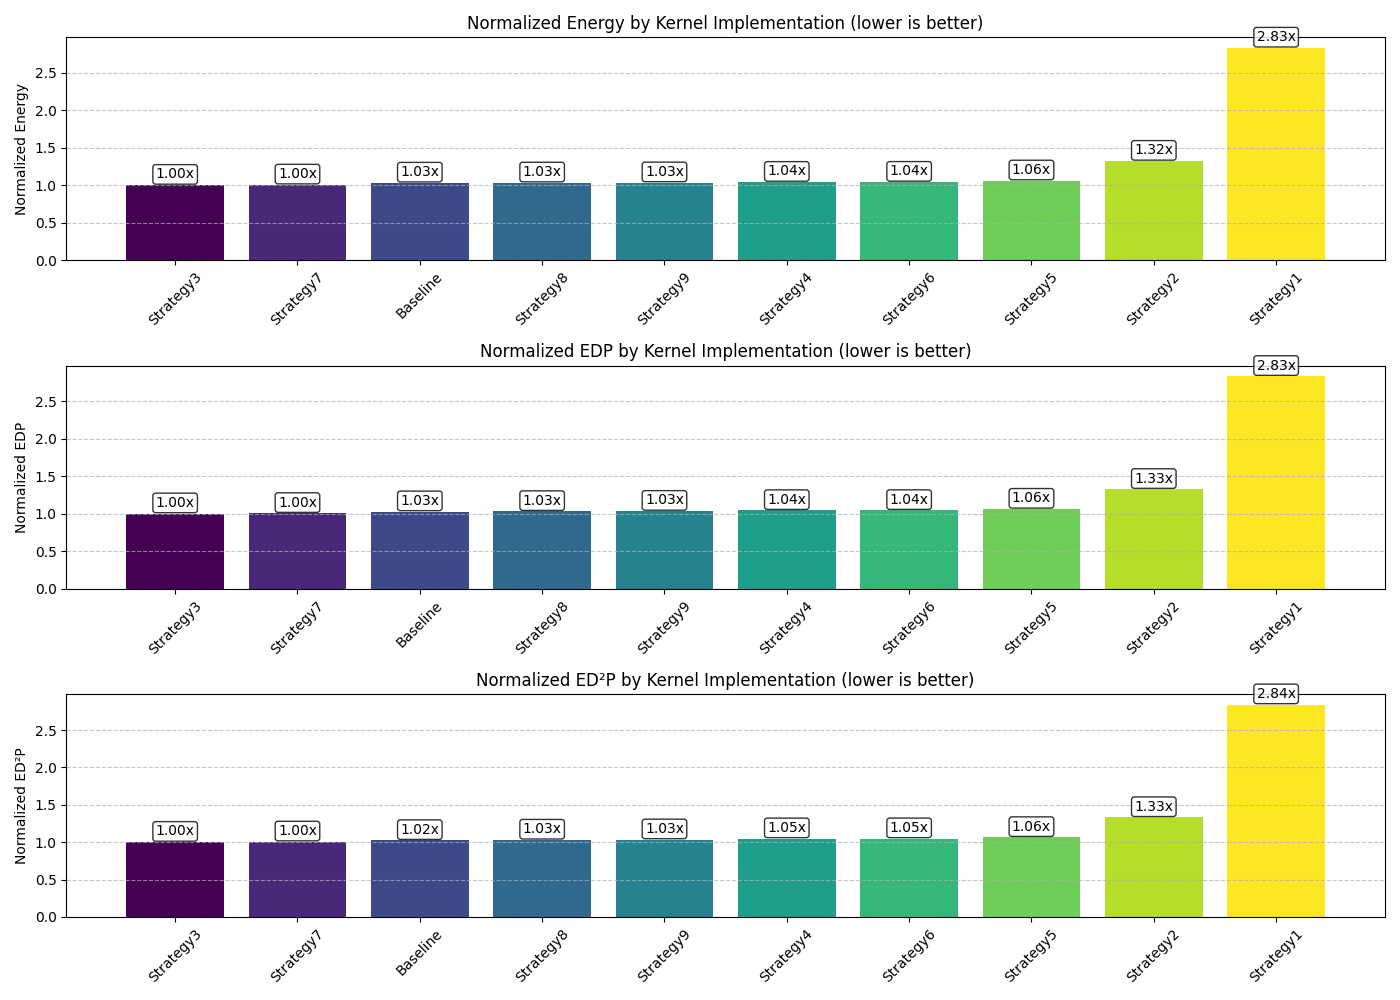 Normalized Energy by Kernel Implementation (lower is better)
Normalized Energy
2.5
2.0
1.5
1.0
0.5
0.0
1.00x 1.00x 1.03x 1.03x 1.03x 1.04x 1.04x 1.06x 1.32x 2.83x
Strategy3 Strategy7 Baseline Strategy8 Strategy9 Strategy4 Strategy6 Strategy5 Strategy2 Strategy1
Normalized EDP by Kernel Implementation (lower is better)
Normalized EDP
2.5
2.0
1.5
1.0
0.5
0.0
1.00x 1.00x 1.03x 1.03x 1.03x 1.04x 1.04x 1.06x 1.33x 2.83x
Strategy3 Strategy7 Baseline Strategy8 Strategy9 Strategy4 Strategy6 Strategy5 Strategy2 Strategy1
Normalized ED²P by Kernel Implementation (lower is better)
Normalized ED²P
2.5
2.0
1.5
1.0
0.5
0.0
1.00x 1.00x 1.02x 1.03x 1.03x 1.05x 1.05x 1.06x 1.33x 2.84x
Strategy3 Strategy7 Baseline Strategy8 Strategy9 Strategy4 Strategy6 Strategy5 Strategy2 Strategy1